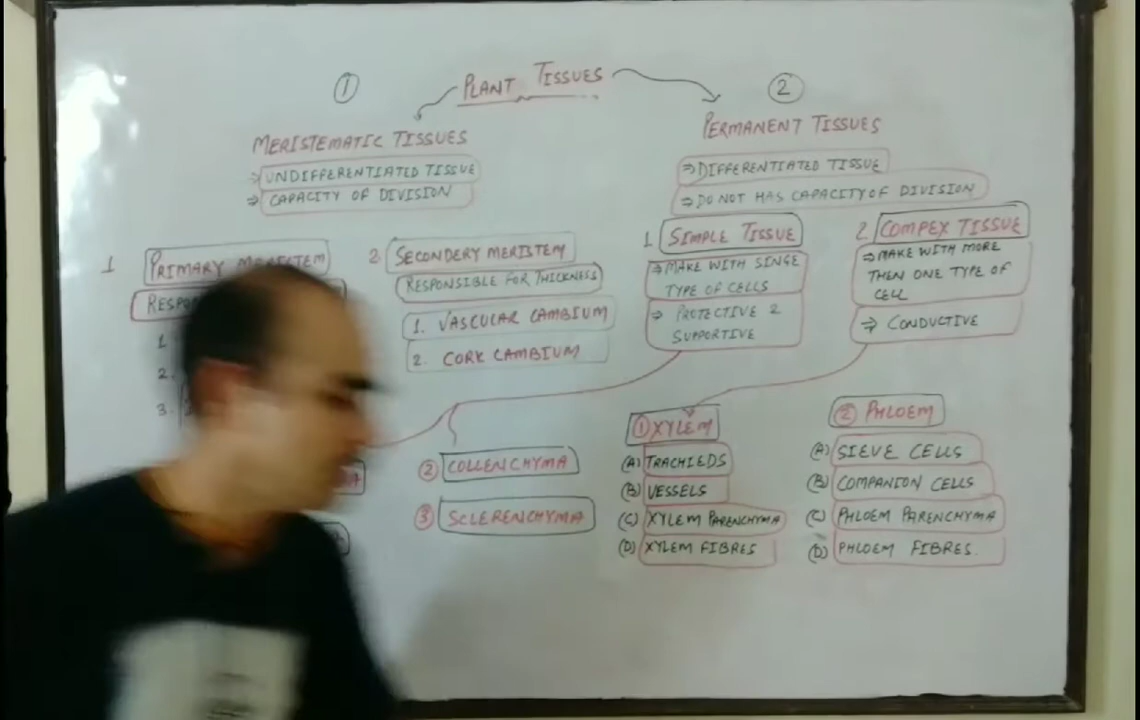 PLANT TISSUES
1
MERISTEMATIC TISSUES
⇒ UNDIFFERENTIATED TISSUE
⇒ CAPACITY OF DIVISION
1 PRIMARY MERISTEM
1
2.
3.
2. SECONDERY MERISTEM
RESPONSIBLE FOR THICKNESS
1. VASCULAR CAMBIUM
2. CORK CAMBIUM
2
PERMANENT TISSUES
⇒ DIFFERENTIATED TISSUE
⇒ DO NOT HAS CAPACITY OF DIVISION
1. SIMPLE TISSUE
⇒ MAKE WITH SINGE
TYPE OF CELLS
⇒ PROTECTIVE 2
SUPPORTIVE
2. COMPEX TISSUE
⇒ MAKE WITH MORE
THEN ONE TYPE OF
CELL
⇒ CONDUCTIVE
2 COLLENCHYMA
3 SCLERENCHYMA
1 XYLEM
(A) TRACHIEDS
(B) VESSELS
(C) XYLEM PARENCHYMA
(D) XYLEM FIBRES
2 PHLOEM
(A) SIEVE CELLS
(B) COMPANION CELLS
(C) PHLOEM PARENCHYMA
(D) PHLOEM FIBRES.